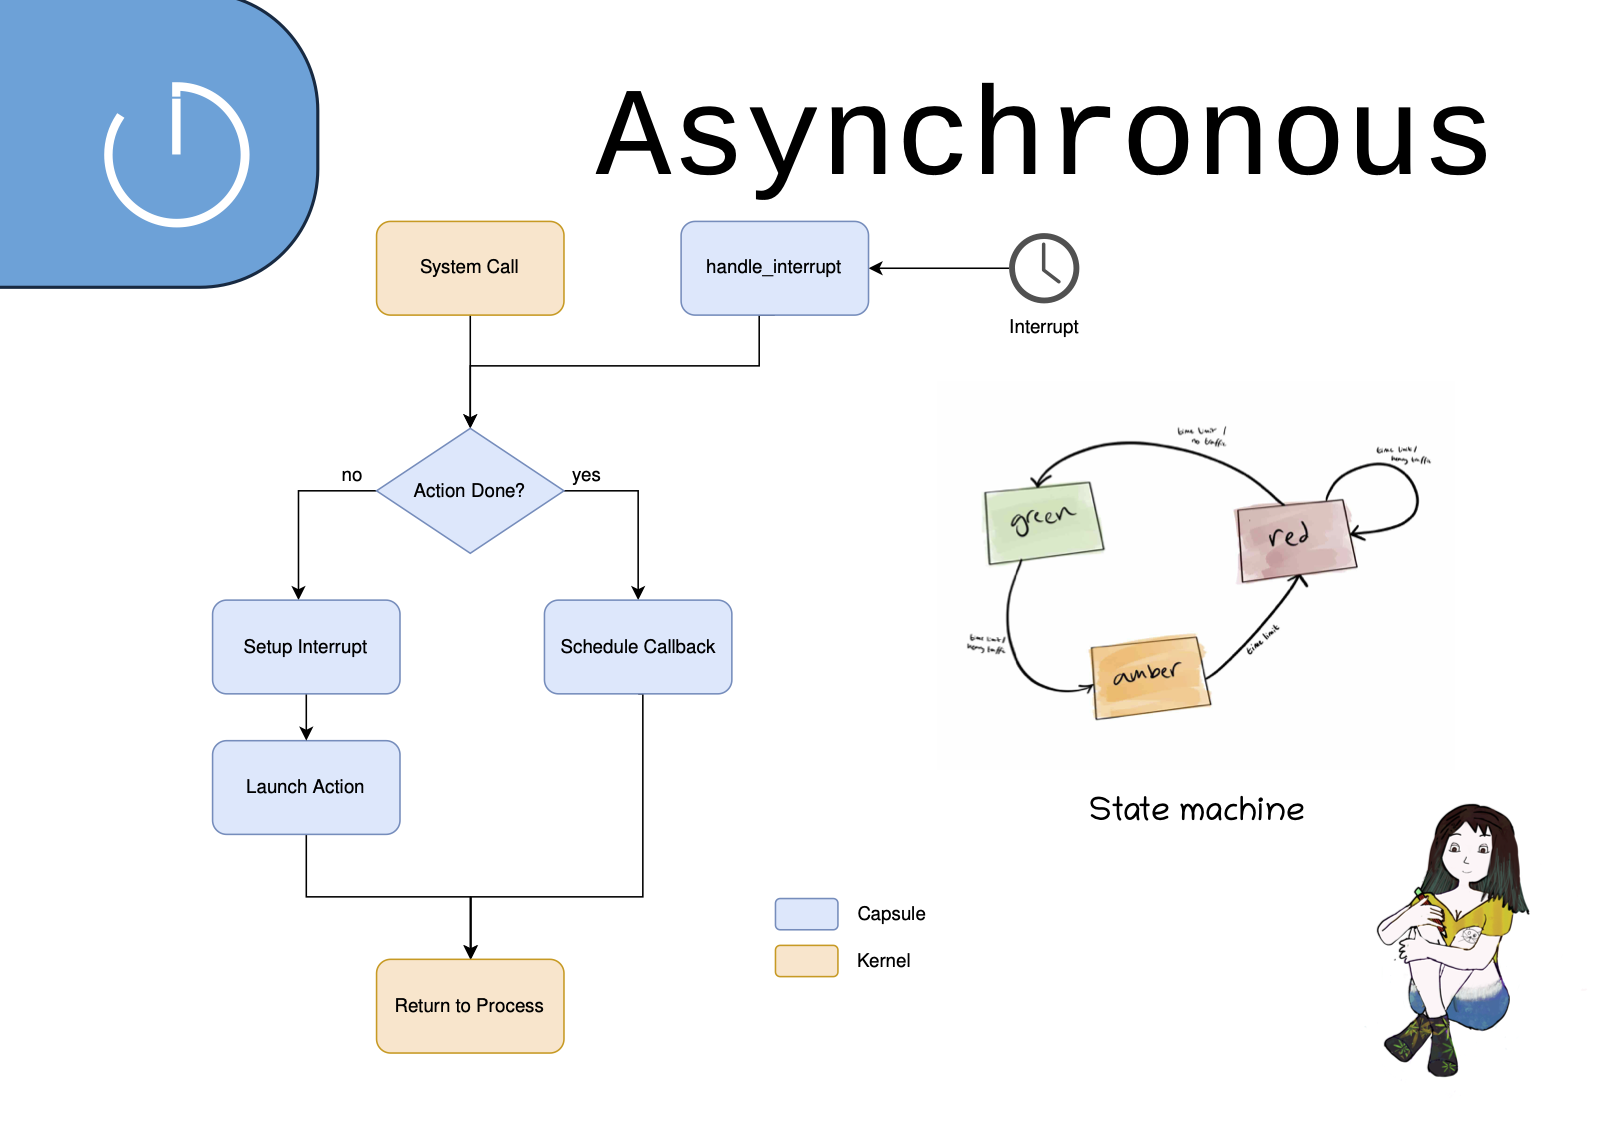 Asynchronous
System Call
handle_interrupt
Interrupt
no
Action Done?
yes
Setup Interrupt
Schedule Callback
Launch Action
Return to Process
Capsule
Kernel
time limit /
no traffic
time limit/
heavy traffic
green
red
time limit/
heavy traffic
amber
time limit
State machine